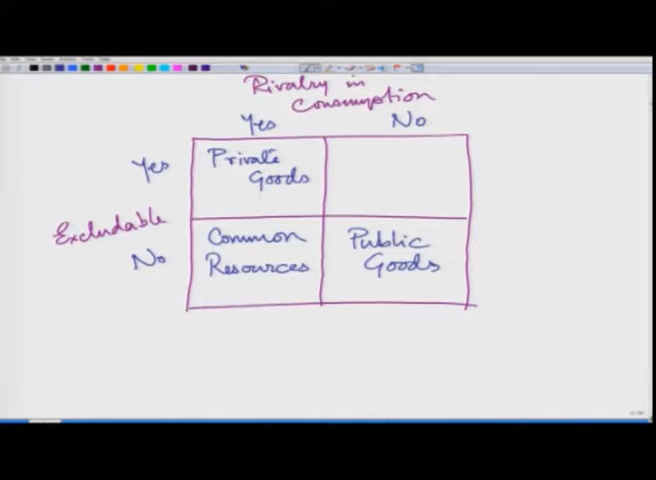 Rivalry in
Consumption
Yes No
Yes Private
Goods
Excludable
No Common
Resources
Public
Goods